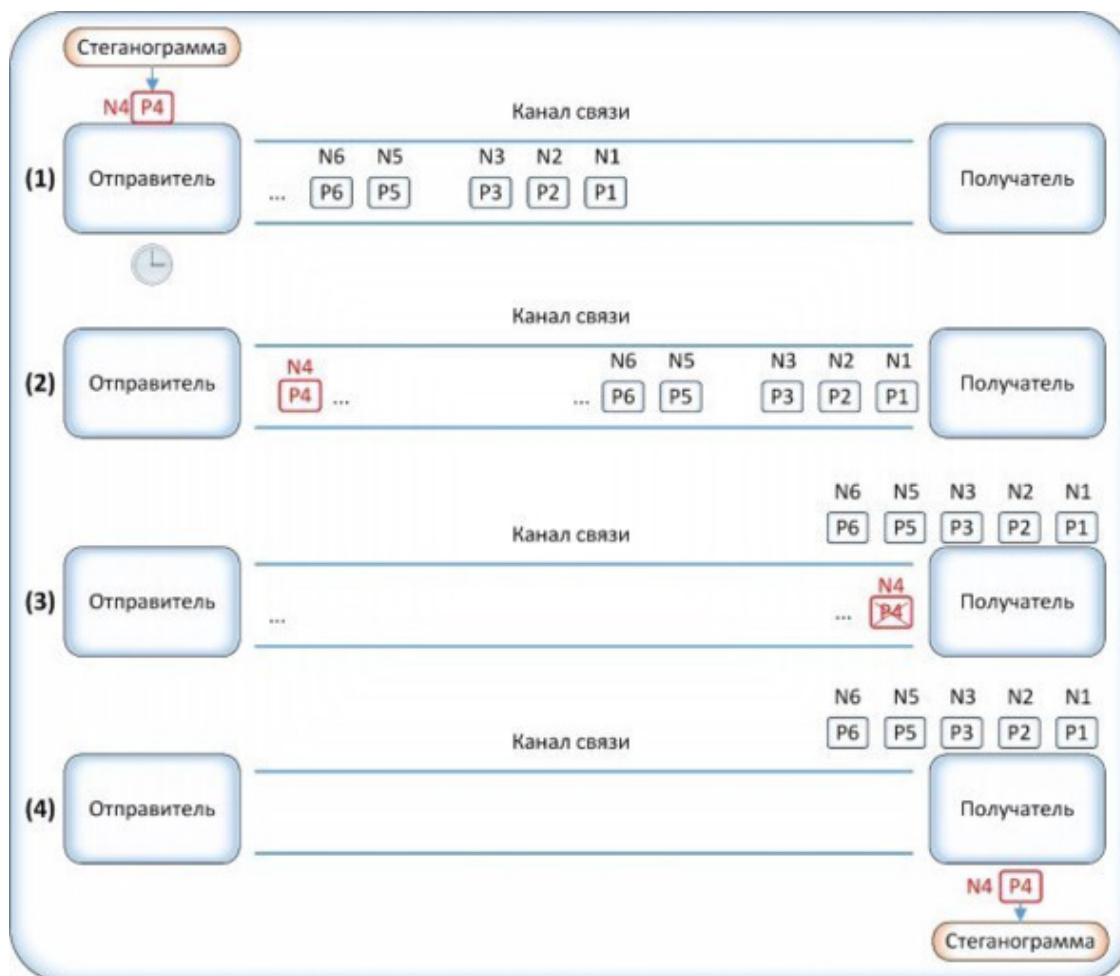 Стеганограмма
N4 P4
Канал связи
N6 N5 N3 N2 N1
(1) Отправитель ... P6 P5 P3 P2 P1 Получатель
Канал связи
N4 N6 N5 N3 N2 N1
(2) Отправитель P4 ... ... P6 P5 P3 P2 P1 Получатель
N6 N5 N3 N2 N1
Канал связи P6 P5 P3 P2 P1
N4
(3) Отправитель ... ... P4 Получатель
N6 N5 N3 N2 N1
Канал связи P6 P5 P3 P2 P1
(4) Отправитель Получатель
N4 P4
Стеганограмма